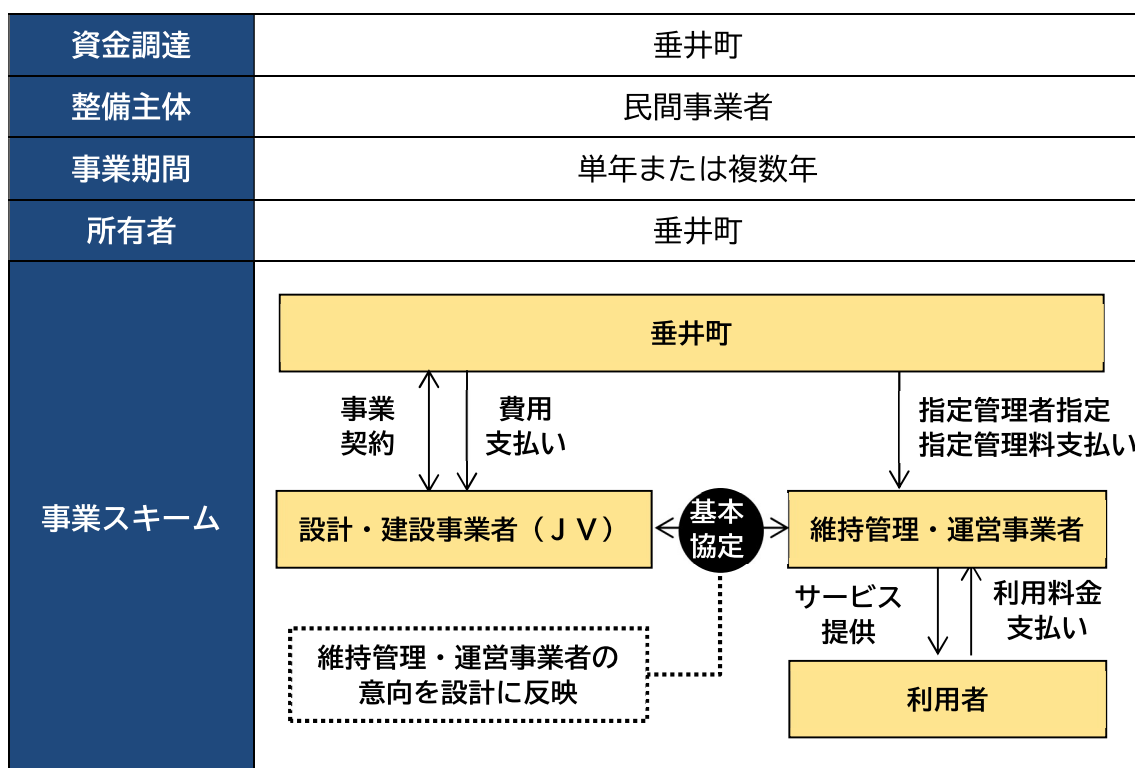 資金調達 垂井町
整備主体 民間事業者
事業期間 単年または複数年
所有者 垂井町
事業スキーム
垂井町
事業
契約
費用
支払い
指定管理者指定
指定管理料支払い
設計・建設事業者（ＪＶ）
基本
協定
維持管理・運営事業者
サービス
提供
利用料金
支払い
維持管理・運営事業者の
意向を設計に反映
利用者